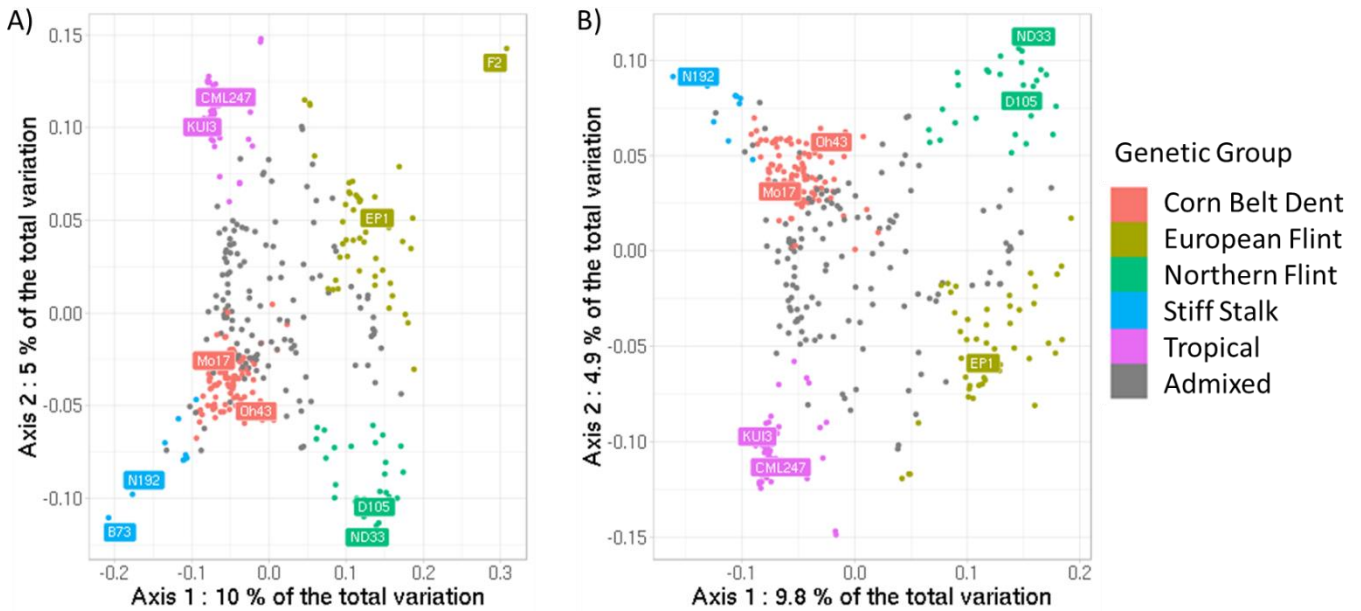 A)
0.15
0.10
0.05
0.00
-0.05
-0.10
Axis 2 : 5 % of the total variation
F2
CML247
KUI3
EP1
Mo17
Oh43
N192
B73
D105
ND33
-0.2
-0.1
0.0
0.1
0.2
0.3
Axis 1 : 10 % of the total variation
B)
0.10
0.05
0.00
-0.05
-0.10
-0.15
Axis 2 : 4.9 % of the total variation
ND33
N192
D105
Oh43
Mo17
EP1
KUI3
CML247
-0.1
0.0
0.1
0.2
Axis 1 : 9.8 % of the total variation
Genetic Group
Corn Belt Dent
European Flint
Northern Flint
Stiff Stalk
Tropical
Admixed